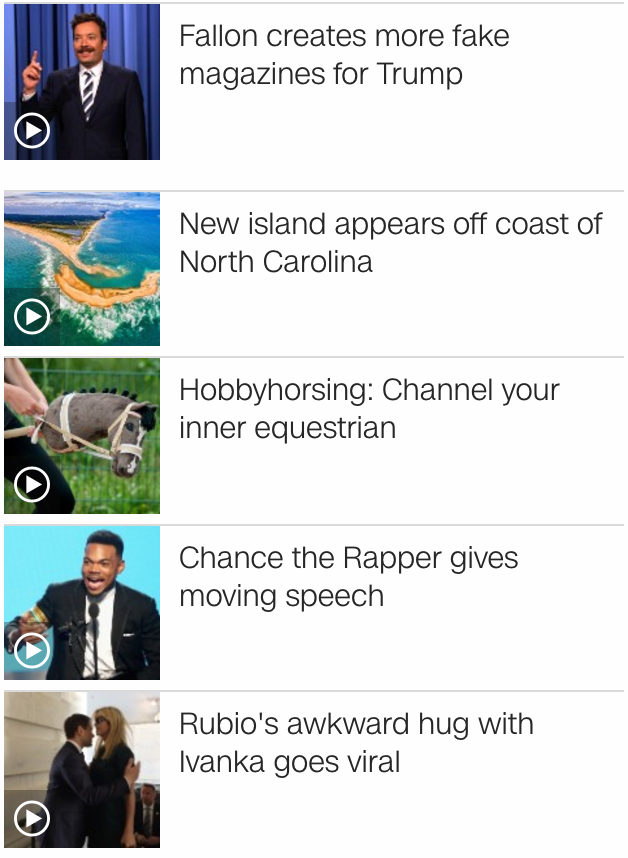 Fallon creates more fake
magazines for Trump
New island appears off coast of
North Carolina
Hobbyhorsing: Channel your
inner equestrian
Chance the Rapper gives
moving speech
Rubio's awkward hug with
Ivanka goes viral